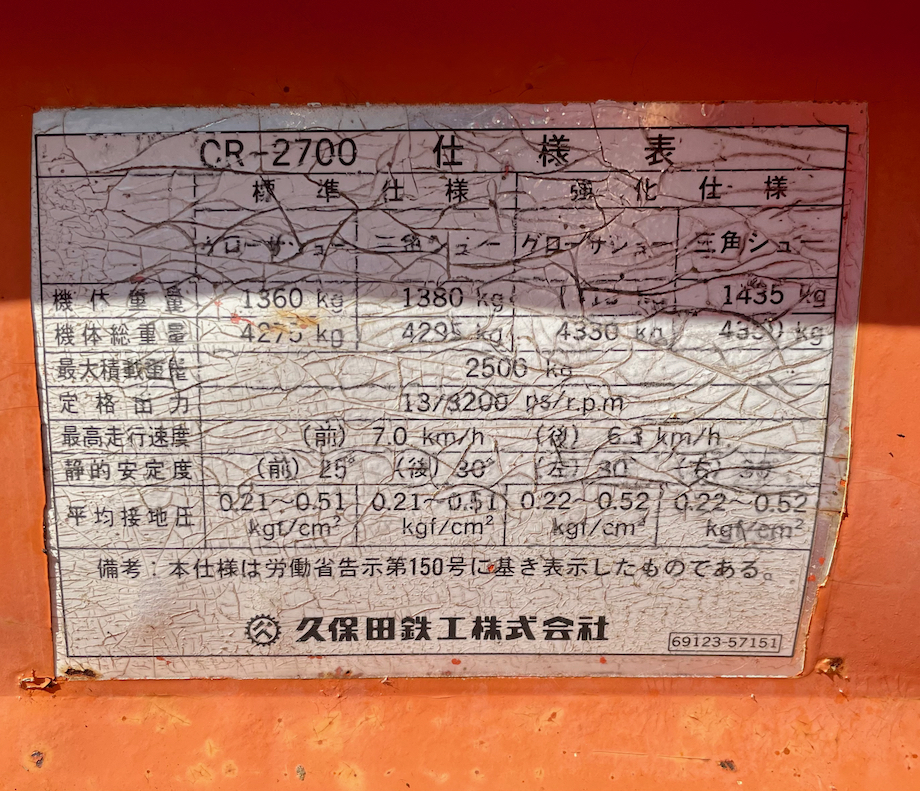 CR-2700 仕様表
標準仕様 強化仕様
グローサシュー 三角シュー グローサシュー 三角シュー
機体重量 1360 kg 1380 kg kg 1435 kg
機体総重量 4275 kg 4295 kg 4330 kg kg
最大積載重量 2500 kg
定格出力 13/3200 ps/r.p.m
最高走行速度 (前) 7.0 km/h (後) 6.3 km/h
静的安定度 (前) 25° (後) 30° (左) 30° (右)
平均接地圧 0.21～0.51 kgf/cm² 0.21～0.51 kgf/cm² 0.22～0.52 kgf/cm² 0.22～0.52 kgf/cm²
備考：本仕様は労働省告示第150号に基き表示したものである。
久保田鉄工株式会社
69123-57151